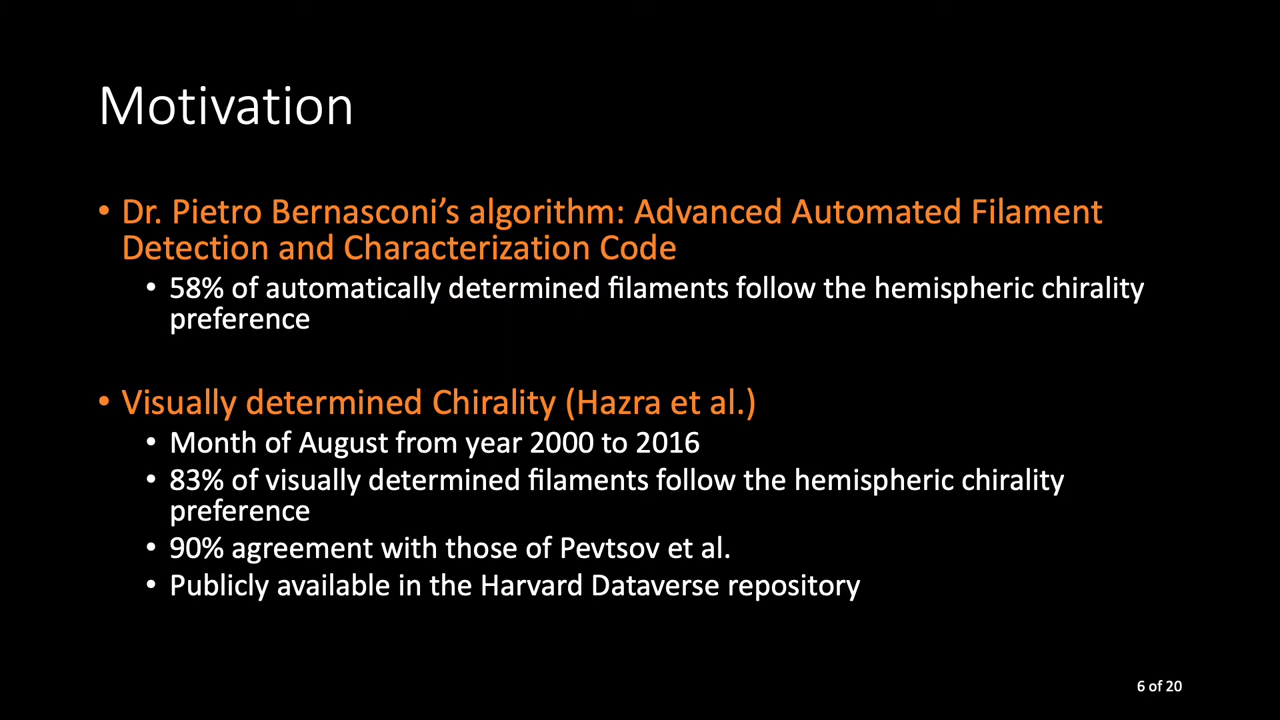 Motivation
• Dr. Pietro Bernasconi’s algorithm: Advanced Automated Filament
Detection and Characterization Code
• 58% of automatically determined filaments follow the hemispheric chirality
preference
• Visually determined Chirality (Hazra et al.)
• Month of August from year 2000 to 2016
• 83% of visually determined filaments follow the hemispheric chirality
preference
• 90% agreement with those of Pevtsov et al.
• Publicly available in the Harvard Dataverse repository
6 of 20